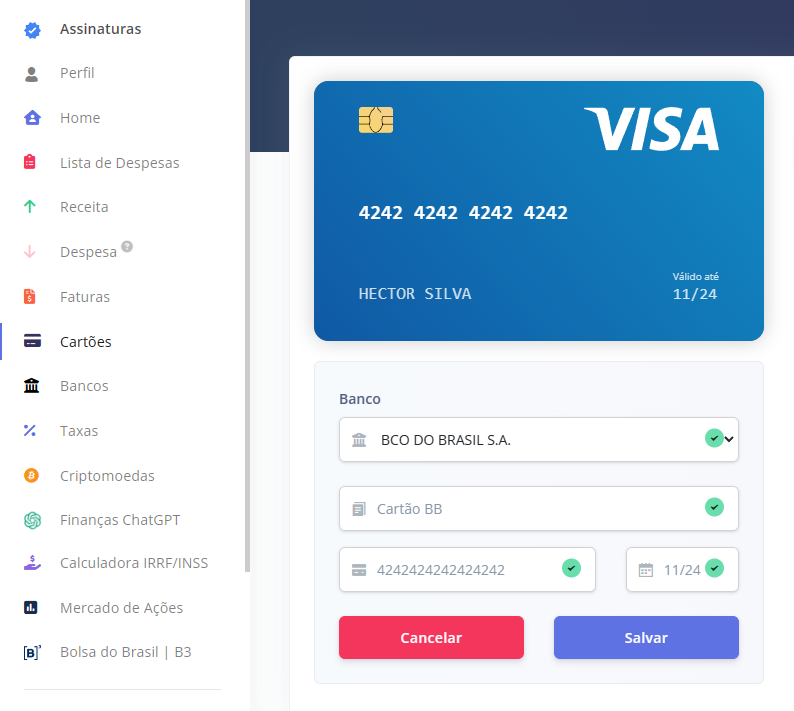 Assinaturas
Perfil
Home
Lista de Despesas
Receita
Despesa ?
Faturas
Cartões
Bancos
Taxas
Criptomoedas
Finanças ChatGPT
Calculadora IRRF/INSS
Mercado de Ações
[B]³ Bolsa do Brasil | B3
VISA
4242 4242 4242 4242
Válido até
HECTOR SILVA 11/24
Banco
BCO DO BRASIL S.A.
Cartão BB
4242424242424242 11/24
Cancelar Salvar